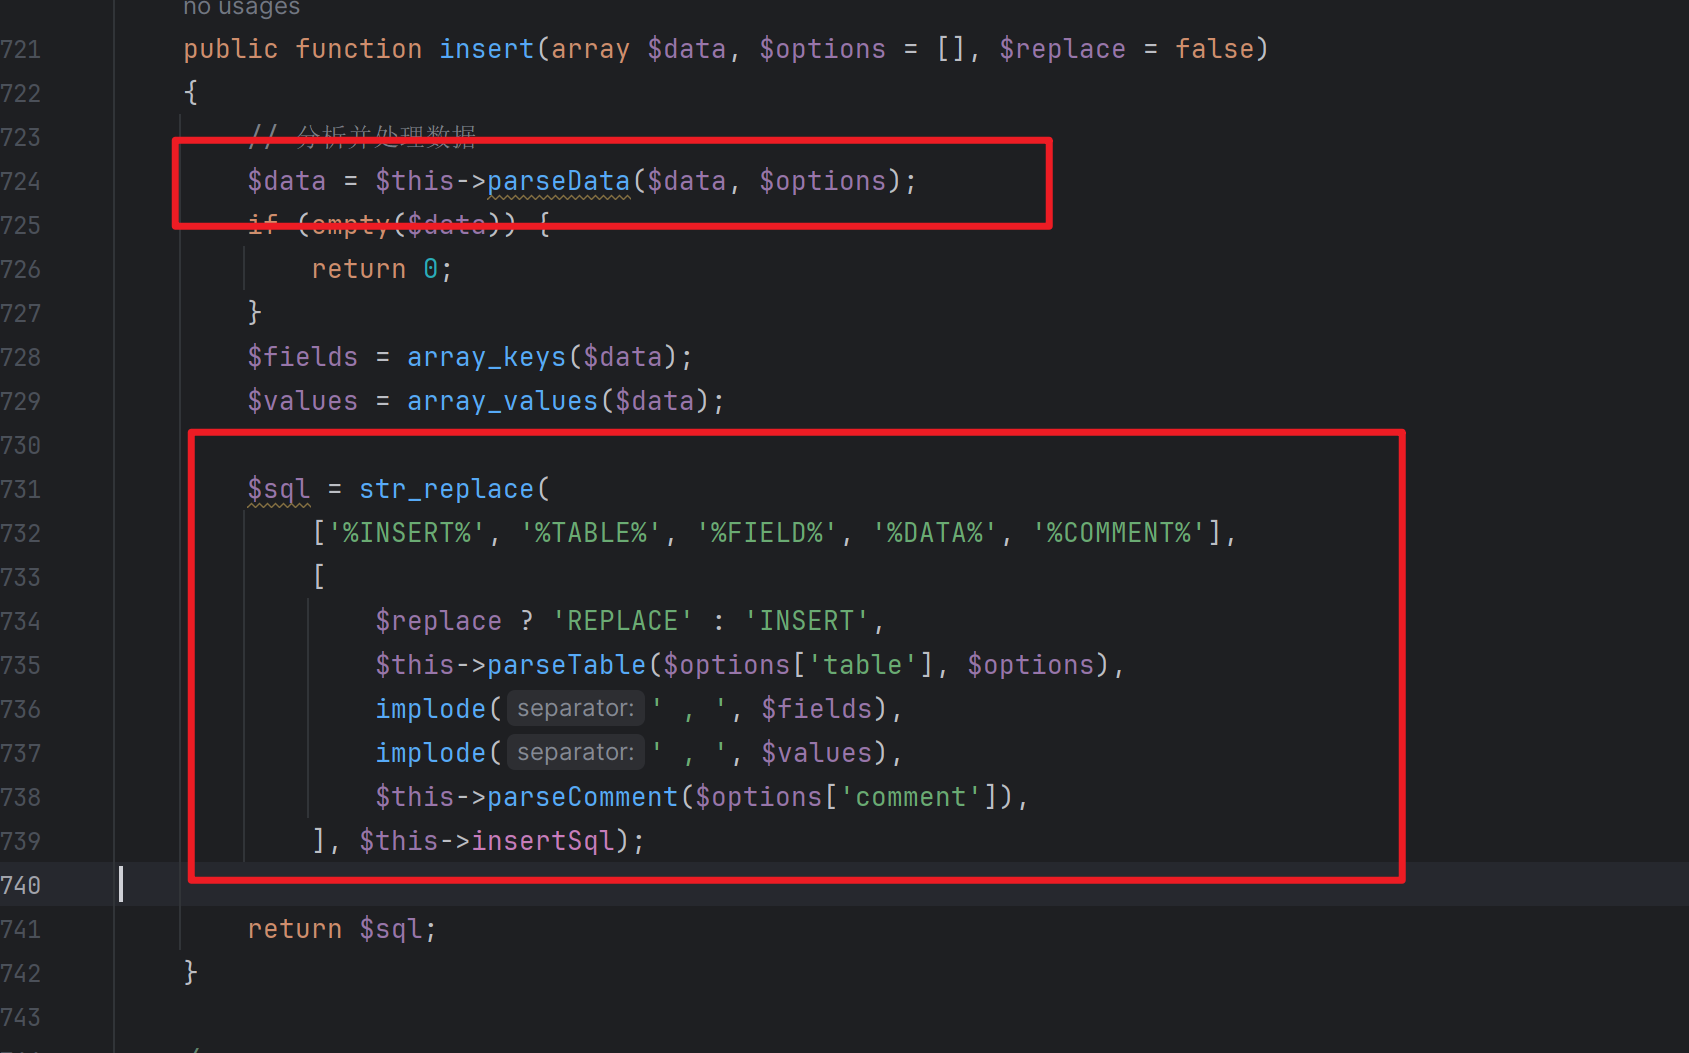 no usages
721 public function insert(array $data, $options = [], $replace = false)
722 {
723 // 分析并处理数据
724 $data = $this->parseData($data, $options);
725 if (empty($data)) {
726 return 0;
727 }
728 $fields = array_keys($data);
729 $values = array_values($data);
730
731 $sql = str_replace(
732 ['%INSERT%', '%TABLE%', '%FIELD%', '%DATA%', '%COMMENT%'],
733 [
734 $replace ? 'REPLACE' : 'INSERT',
735 $this->parseTable($options['table'], $options),
736 implode( separator: ' , ', $fields),
737 implode( separator: ' , ', $values),
738 $this->parseComment($options['comment']),
739 ], $this->insertSql);
740
741 return $sql;
742 }
743